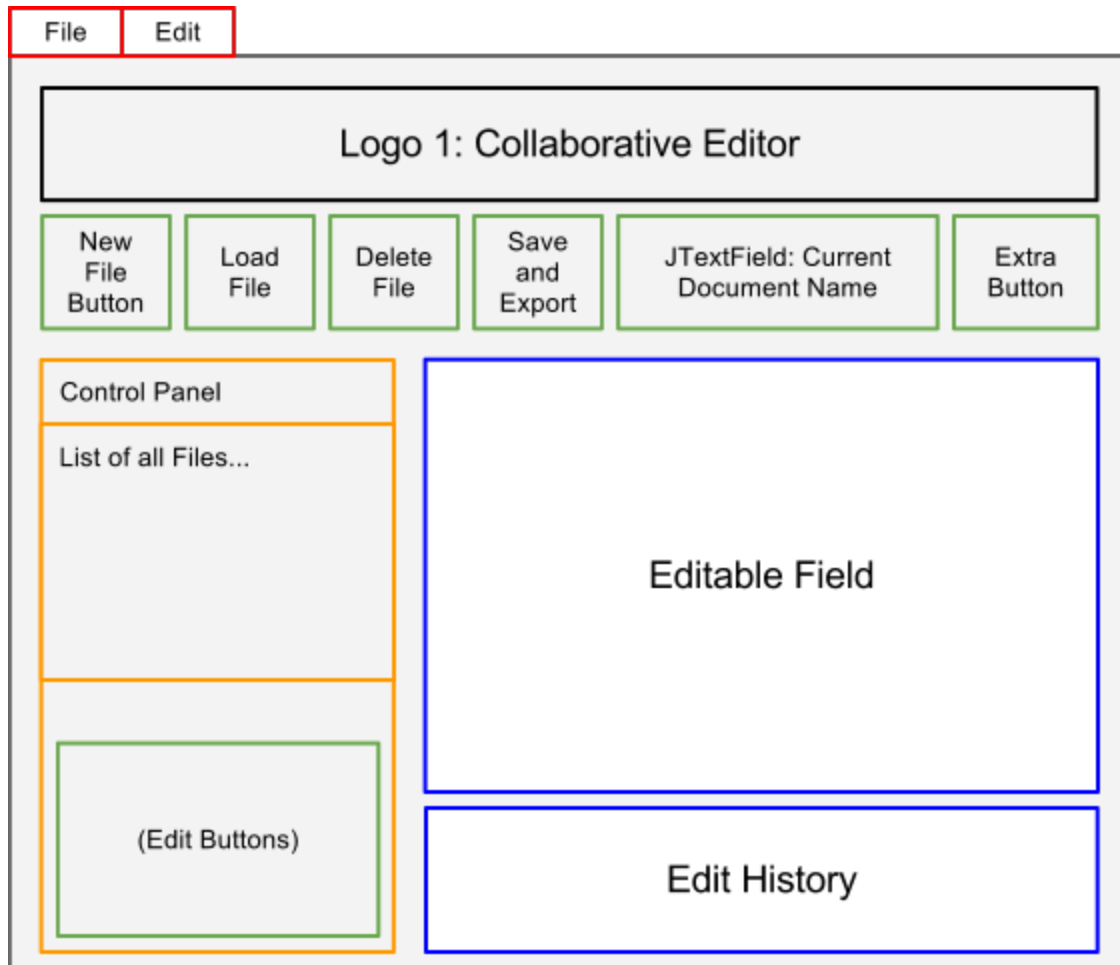 File
Edit
Logo 1: Collaborative Editor
New
File
Button
Load
File
Delete
File
Save
and
Export
JTextField: Current
Document Name
Extra
Button
Control Panel
List of all Files...
(Edit Buttons)
Editable Field
Edit History